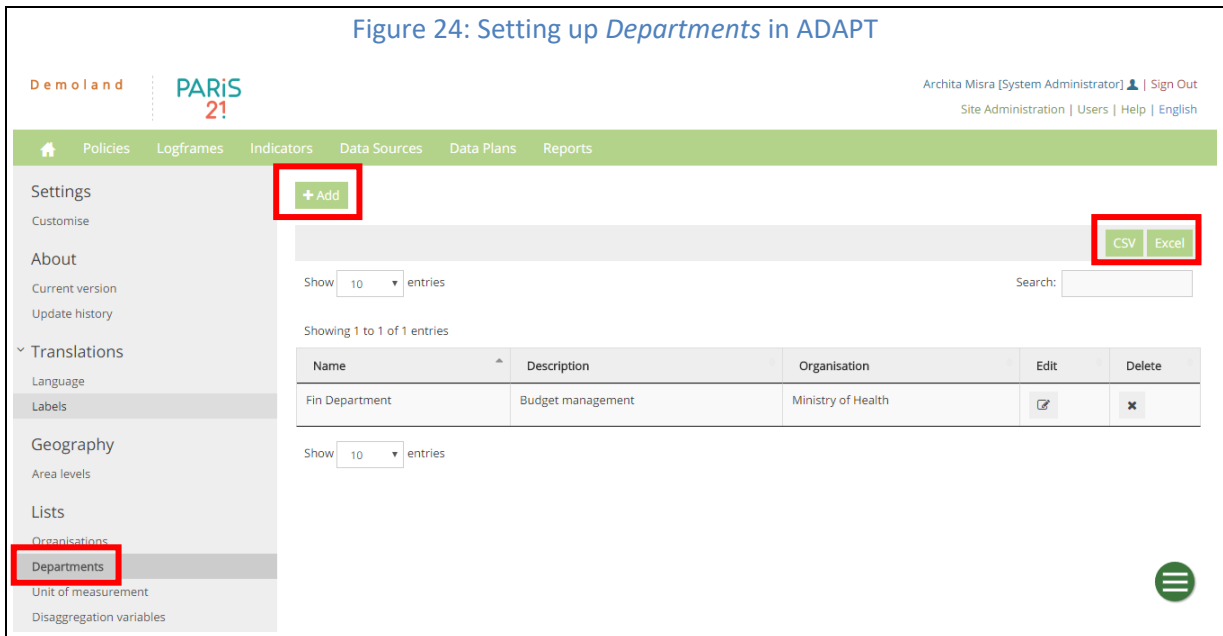 Figure 24: Setting up Departments in ADAPT
Demoland
PARiS
21
Archita Misra [System Administrator] | Sign Out
Site Administration | Users | Help | English
Policies Logframes Indicators Data Sources Data Plans Reports
Settings
Customise
About
Current version
Update history
Translations
Language
Labels
Geography
Area levels
Lists
Organisations
Departments
Unit of measurement
Disaggregation variables
+ Add
CSV Excel
Show 10 entries Search:
Showing 1 to 1 of 1 entries
Name Description Organisation Edit Delete
Fin Department Budget management Ministry of Health
Show 10 entries